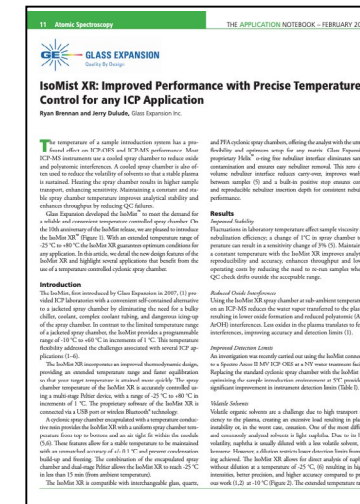 11 Atomic Spectroscopy
THE APPLICATION NOTEBOOK – FEBRUARY 20
GE
GLASS EXPANSION
Quality By Design
IsoMist XR: Improved Performance with Precise Temperature
Control for any ICP Application
Ryan Brennan and Jerry Dulude, Glass Expansion Inc.
The temperature of a sample introduction system has a pro-
found effect on ICP-OES and ICP-MS performance. Most
ICP-MS instruments use a cooled spray chamber to reduce oxide
and polyatomic interferences. A cooled spray chamber is also of-
ten used to reduce the volatility of solvents so that a stable plasma
is sustained. Heating the spray chamber results in higher sample
transport, enhancing sensitivity. Maintaining a constant and sta-
ble spray chamber temperature improves analytical stability and
enhances throughput by reducing QC failures.
Glass Expansion developed the IsoMist™ to meet the demand for
a reliable and convenient temperature controlled spray chamber. On
the 10th anniversary of the IsoMist release, we are pleased to introduce
the IsoMist XR™ (Figure 1). With an extended temperature range of
-25 °C to +80 °C the IsoMist XR guarantees optimum conditions for
any application. In this article, we detail the new design features of the
IsoMist XR and highlight several applications that benefit from the
use of a temperature controlled cyclonic spray chamber.
Introduction
The IsoMist, first introduced by Glass Expansion in 2007, (1) pro-
vided ICP laboratories with a convenient self-contained alternative
to a jacketed spray chamber by eliminating the need for a bulky
chiller, coolant, complex coolant tubing, and dangerous icing up
of the spray chamber. In contrast to the limited temperature range
of a jacketed spray chamber, the IsoMist provides a programmable
range of -10 °C to +60 °C in increments of 1 °C. This temperature
flexibility addressed the challenges associated with several ICP ap-
plications (1–6).
The IsoMist XR incorporates an improved thermodynamic design,
providing an extended temperature range and faster equilibration
so that your target temperature is attained more quickly. The spray
chamber temperature of the IsoMist XR is accurately controlled us-
ing a multi-stage Peltier device, with a range of -25 °C to +80 °C in
increments of 1 °C. The proprietary software of the IsoMist XR is
connected via a USB port or wireless Bluetooth® technology.
A cyclonic spray chamber encapsulated with a temperature conduc-
tive resin provides the IsoMist XR with a uniform spray chamber tem-
perature from top to bottom and an air tight fit within the module
(5,6). These features allow for a stable temperature to be maintained
with an unmatched accuracy of ±0.1 °C and prevent condensation
build-up and frosting. The combination of the encapsulated spray
chamber and dual-stage Peltier allows the IsoMist XR to reach -25 °C
in less than 15 min (from ambient temperature).
The IsoMist XR is compatible with interchangeable glass, quartz,
and PFA cyclonic spray chambers, offering the analyst with the utm
flexibility and optimum setup for any matrix. Glass Expansi
proprietary Helix™ o-ring free nebulizer interface eliminates sam
contamination and ensures easy nebulizer removal. This zero d
volume nebulizer interface reduces carry-over, improves wash
between samples (5) and a built-in positive stop assures cons
and reproducible nebulizer insertion depth for consistent nebul
performance.
Results
Improved Stability
Fluctuations in laboratory temperature affect sample viscosity
nebulization efficiency; a change of 1°C in spray chamber te
perature can result in a sensitivity change of 3% (5). Maintain
a constant temperature with the IsoMist XR improves analyt
reproducibility and accuracy, enhances throughput and low
operating costs by reducing the need to re-run samples when
QC check drifts outside the acceptable range.
Reduced Oxide Interferences
Using the IsoMist XR spray chamber at sub-ambient temperatur
on an ICP-MS reduces the water vapor transferred to the plasm
resulting in lower oxide formation and reduced polyatomic (A
ArOH) interferences. Less oxides in the plasma translate to fe
interferences, improving accuracy and detection limits (1).
Improved Detection Limits
An investigation was recently carried out using the IsoMist connec
to a Spectro Arcos II MV ICP OES at a NY water treatment facil
Replacing the standard cyclonic spray chamber with the IsoMist
optimizing the sample introduction environment at 55°C provide
significant improvement in instrument detection limits (Table I).
Volatile Solvents
Volatile organic solvents are a challenge due to high transport
ciency to the plasma, creating an excessive load resulting in pla
instability or, in the worst case, cessation. One of the most diffi
and commonly analyzed solvents is light naphtha. Due to its h
volatility, naphtha is usually diluted with a less volatile solvent,
kerosene. However, a dilution restricts lower detection limits from
ing achieved. The IsoMist XR allows for direct analysis of naph
without dilution at a temperature of -25 °C, (6) resulting in hig
intensities, better precision, and higher accuracy compared to pr
ous work (1,2) at -10 °C (Figure 2). The extended temperature ra